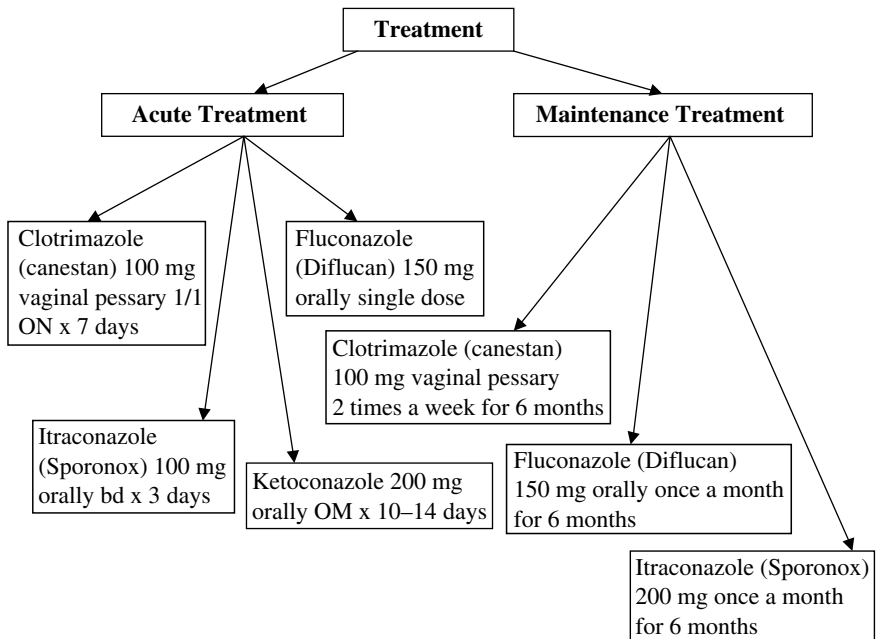 Treatment
Acute Treatment
Maintenance Treatment
Clotrimazole
(canestan) 100 mg
vaginal pessary 1/1
ON x 7 days
Fluconazole
(Diflucan) 150 mg
orally single dose
Clotrimazole (canestan)
100 mg vaginal pessary
2 times a week for 6 months
Itraconazole
(Sporonox) 100 mg
orally bd x 3 days
Ketoconazole 200 mg
orally OM x 10–14 days
Fluconazole (Diflucan)
150 mg orally once a month
for 6 months
Itraconazole (Sporonox)
200 mg once a month
for 6 months